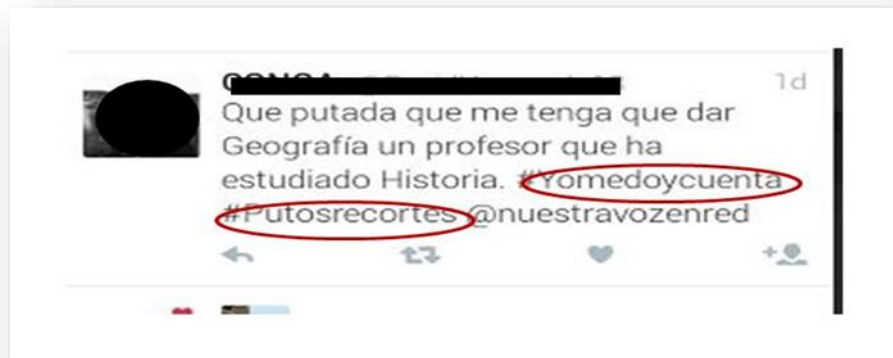 1d
Que putada que me tenga que dar
Geografía un profesor que ha
estudiado Historia. #Yomedoycuenta
#Putosrecortes @nuestravozenred